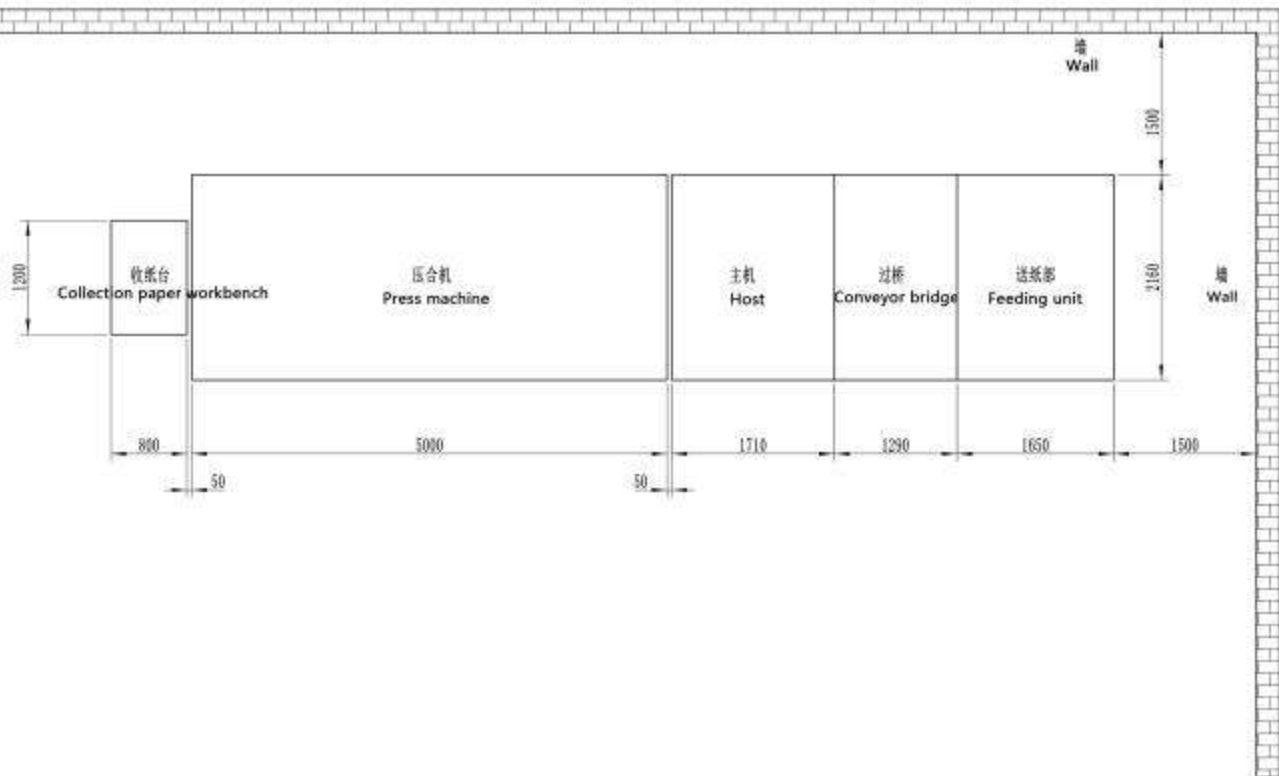 墙
Wall
1500
1200
收纸台
Collection paper workbench
压合机
Press machine
主机
Host
过桥
Conveyor bridge
送纸部
Feeding unit
2160
墙
Wall
800
5000
1710
1290
1650
1500
50
50